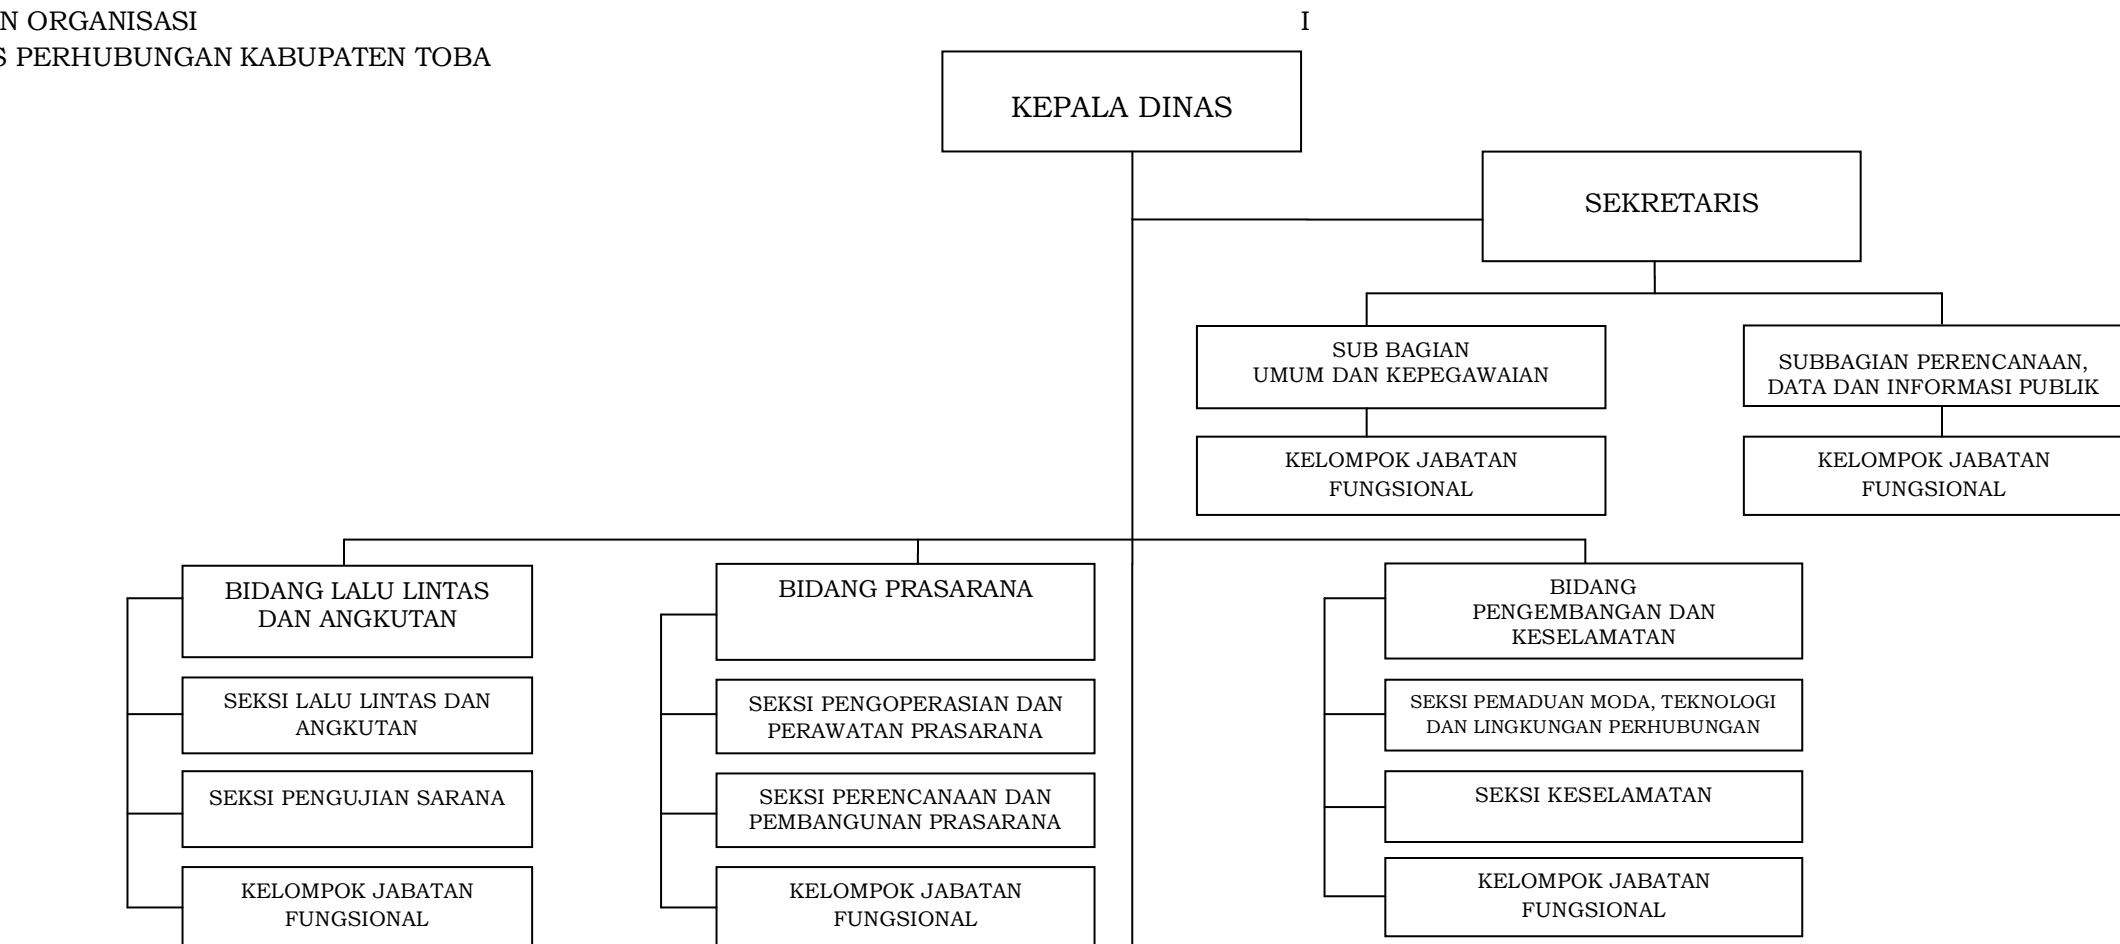 N ORGANISASI
I
S PERHUBUNGAN KABUPATEN TOBA
KEPALA DINAS
SEKRETARIS
SUB BAGIAN
UMUM DAN KEPEGAWAIAN
SUBBAGIAN PERENCANAAN,
DATA DAN INFORMASI PUBLIK
KELOMPOK JABATAN
FUNGSIONAL
KELOMPOK JABATAN
FUNGSIONAL
BIDANG LALU LINTAS
DAN ANGKUTAN
BIDANG PRASARANA
BIDANG
PENGEMBANGAN DAN
KESELAMATAN
SEKSI LALU LINTAS DAN
ANGKUTAN
SEKSI PENGOPERASIAN DAN
PERAWATAN PRASARANA
SEKSI PEMADUAN MODA, TEKNOLOGI
DAN LINGKUNGAN PERHUBUNGAN
SEKSI PENGUJIAN SARANA
SEKSI PERENCANAAN DAN
PEMBANGUNAN PRASARANA
SEKSI KESELAMATAN
KELOMPOK JABATAN
FUNGSIONAL
KELOMPOK JABATAN
FUNGSIONAL
KELOMPOK JABATAN
FUNGSIONAL